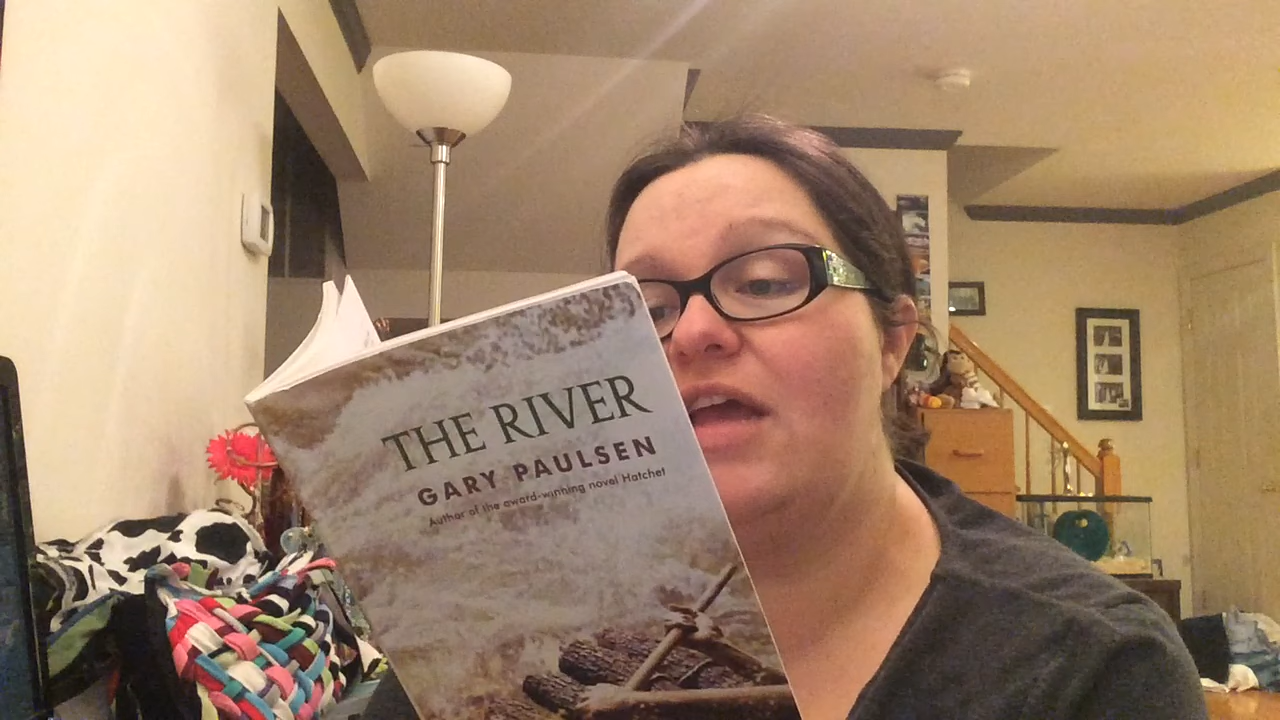 THE RIVER
GARY PAULSEN
Author of the award-winning novel Hatchet